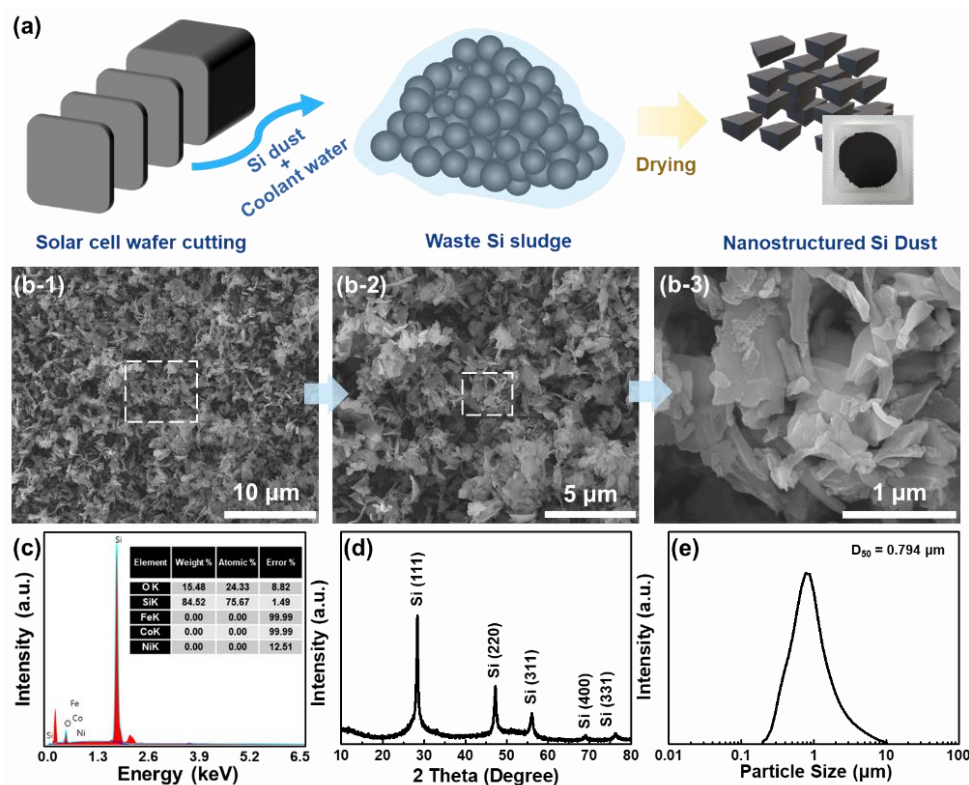 (a)
Si dust
+
Coolant water
Drying
Solar cell wafer cutting
Waste Si sludge
Nanostructured Si Dust
(b-1)
10 μm
(b-2)
5 μm
(b-3)
1 μm
(c)
Intensity (a.u.)
Si
Element Weight % Atomic % Error %
O K 15.48 24.33 8.82
SiK 84.52 75.67 1.49
FeK 0.00 0.00 99.99
CoK 0.00 0.00 99.99
NiK 0.00 0.00 12.51
Fe
O Co
Si Ni
0.0 1.3 2.6 3.9 5.2 6.5
Energy (keV)
(d)
Intensity (a.u.)
Si (111)
Si (220)
Si (311)
Si (400)
Si (331)
10 20 30 40 50 60 70 80
2 Theta (Degree)
(e)
Intensity (a.u.)
D50 = 0.794 μm
0.01 0.1 1 10 100
Particle Size (μm)